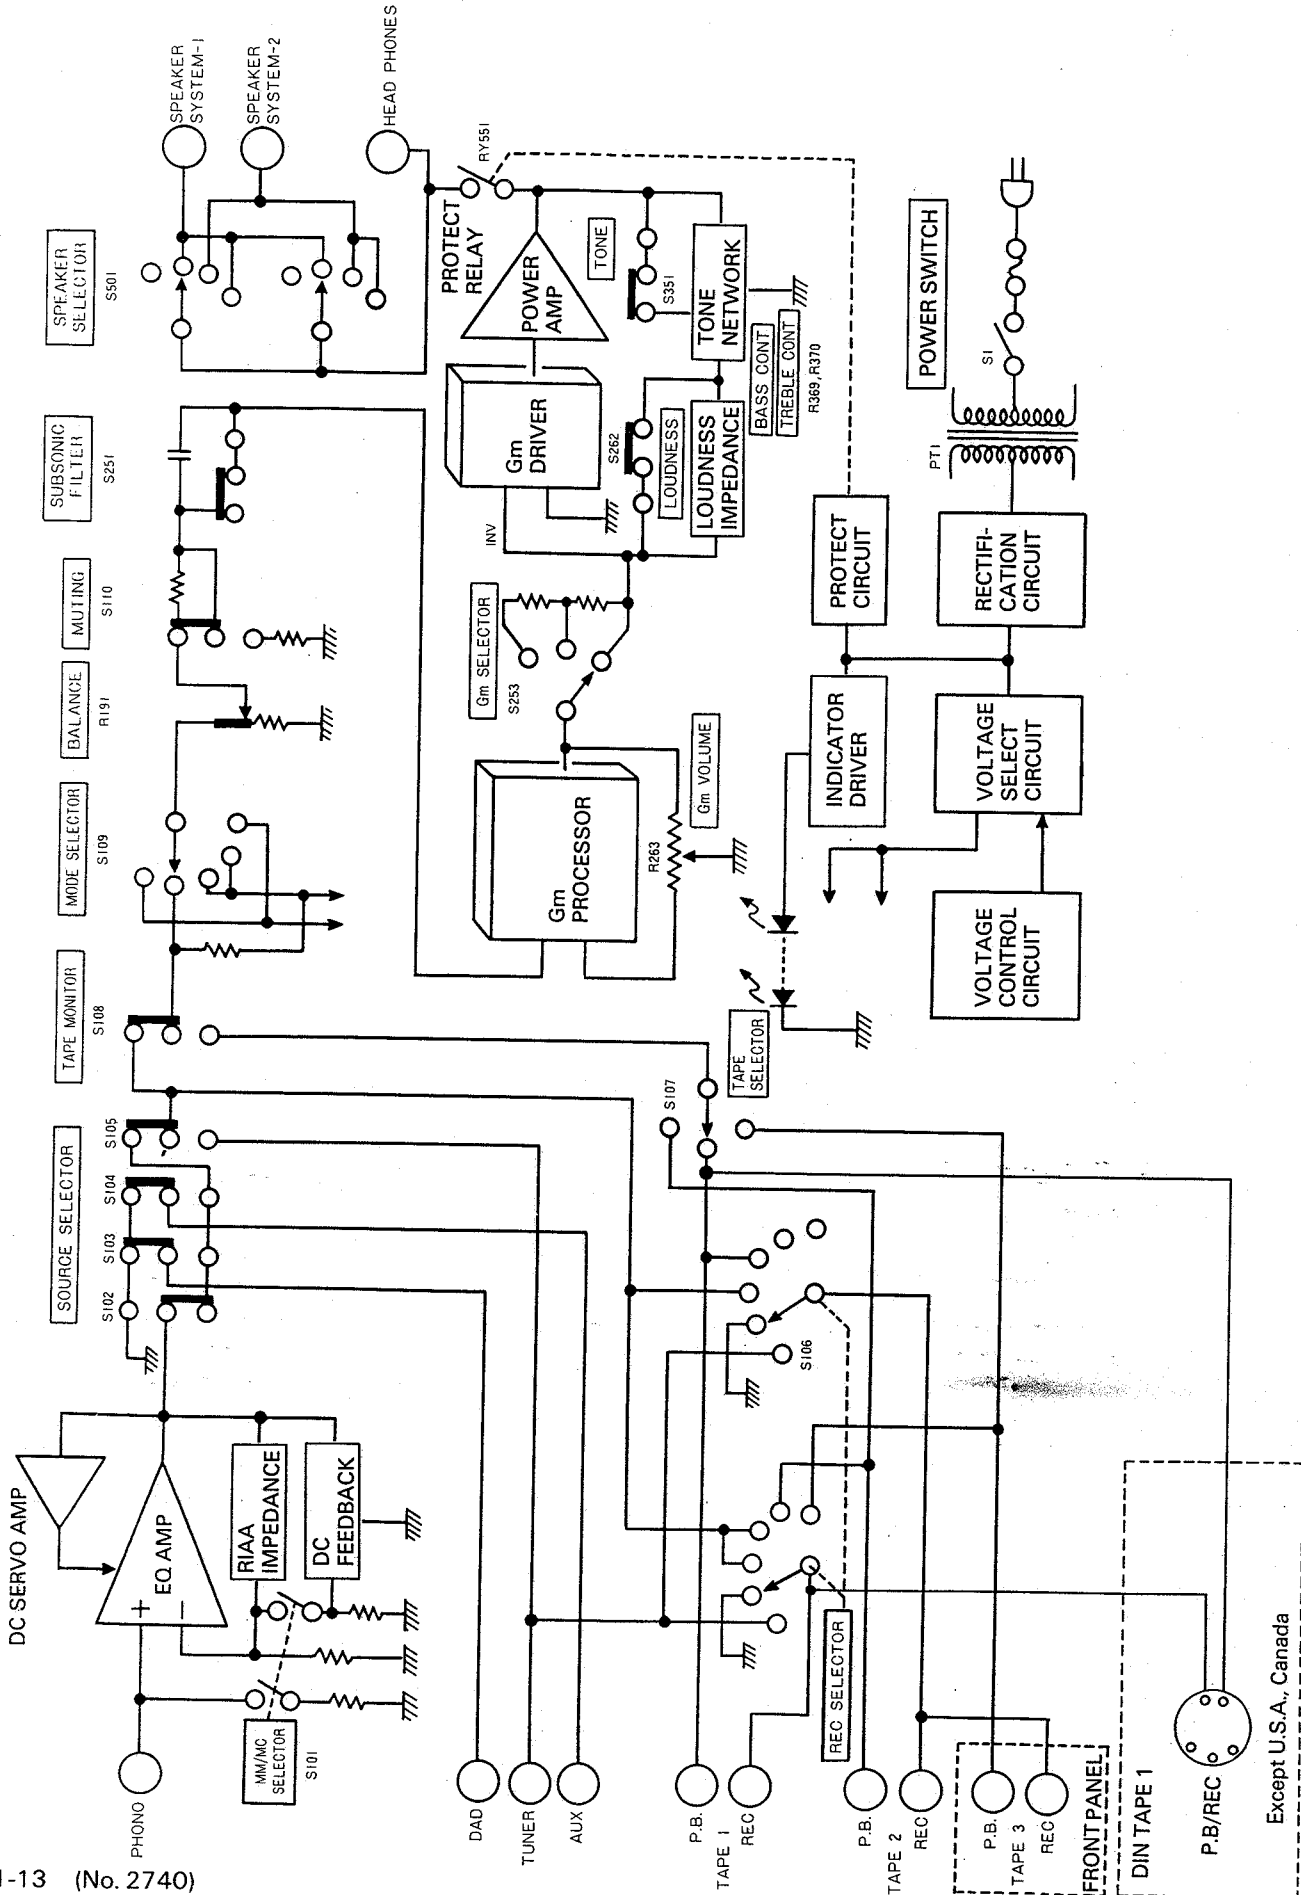 DC SERVO AMP
PHONO
+
−
EQ AMP
RIAA
IMPEDANCE
DC
FEEDBACK
MM/MC
SELECTOR
S101
SOURCE SELECTOR
S102
S103
S104
S105
TAPE MONITOR
S108
MODE SELECTOR
S109
BALANCE
R191
MUTING
S110
SUBSONIC
FILTER
S251
SPEAKER
SELECTOR
S501
SPEAKER
SYSTEM-1
SPEAKER
SYSTEM-2
HEAD PHONES
PROTECT
RELAY
RY551
POWER
AMP
Gm
DRIVER
INV
TONE
S351
TONE
NETWORK
BASS CONT
TREBLE CONT
R369,R370
S262
LOUDNESS
LOUDNESS
IMPEDANCE
Gm SELECTOR
S253
Gm
PROCESSOR
R263
Gm VOLUME
DAD
TUNER
AUX
P.B.
TAPE 1
REC
P.B.
TAPE 2
REC
P.B.
TAPE 3
REC
FRONT PANEL
REC SELECTOR
S106
S107
TAPE
SELECTOR
INDICATOR
DRIVER
PROTECT
CIRCUIT
VOLTAGE
CONTROL
CIRCUIT
VOLTAGE
SELECT
CIRCUIT
RECTIFI-
CATION
CIRCUIT
PT1
S1
POWER SWITCH
DIN TAPE 1
P.B/REC
Except U.S.A., Canada
-13 (No. 2740)